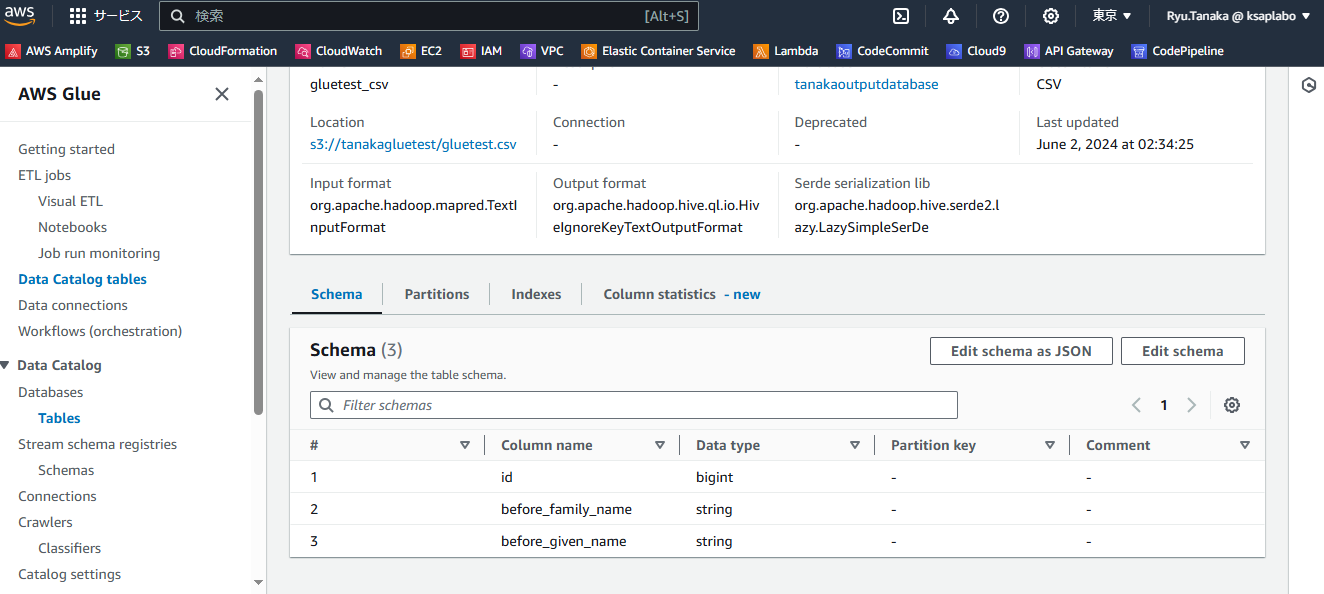 aws サービス 検索 [Alt+S] 東京 Ryu.Tanaka @ ksaplabo
AWS Amplify S3 CloudFormation CloudWatch EC2 IAM VPC Elastic Container Service Lambda CodeCommit Cloud9 API Gateway CodePipeline
AWS Glue
Getting started
ETL jobs
Visual ETL
Notebooks
Job run monitoring
Data Catalog tables
Data connections
Workflows (orchestration)
Data Catalog
Databases
Tables
Stream schema registries
Schemas
Connections
Crawlers
Classifiers
Catalog settings
gluetest_csv - tanakaoutputdatabase CSV
Location Connection Deprecated Last updated
s3://tanakagluetest/gluetest.csv - - June 2, 2024 at 02:34:25
Input format Output format Serde serialization lib
org.apache.hadoop.mapred.TextI org.apache.hadoop.hive.ql.io.Hiv org.apache.hadoop.hive.serde2.l
nputFormat eIgnoreKeyTextOutputFormat azy.LazySimpleSerDe
Schema Partitions Indexes Column statistics - new
Schema (3) Edit schema as JSON Edit schema
View and manage the table schema.
Filter schemas 1
# Column name Data type Partition key Comment
1 id bigint - -
2 before_family_name string - -
3 before_given_name string - -